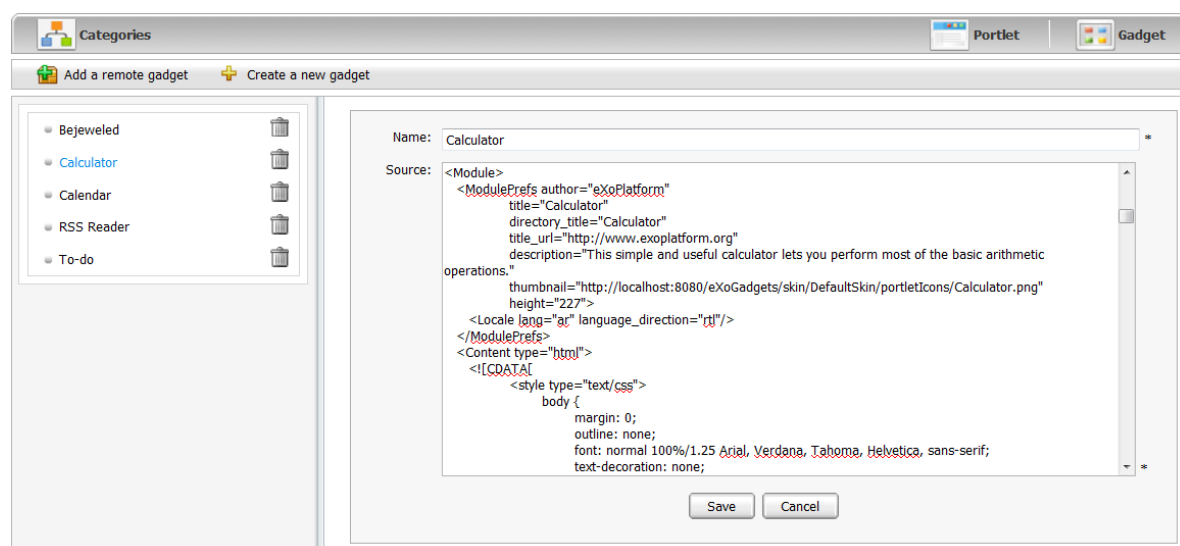 Categories Portlet Gadget
Add a remote gadget Create a new gadget
Bejeweled
Calculator
Calendar
RSS Reader
To-do
Name: Calculator *
Source: <Module>
<ModulePrefs author="eXoPlatform"
title="Calculator"
directory_title="Calculator"
title_url="http://www.exoplatform.org"
description="This simple and useful calculator lets you perform most of the basic arithmetic
operations."
thumbnail="http://localhost:8080/eXoGadgets/skin/DefaultSkin/portletIcons/Calculator.png"
height="227">
<Locale lang="ar" language_direction="rtl"/>
</ModulePrefs>
<Content type="html">
<![CDATA[
<style type="text/css">
body {
margin: 0;
outline: none;
font: normal 100%/1.25 Arial, Verdana, Tahoma, Helvetica, sans-serif;
text-decoration: none; *
Save Cancel